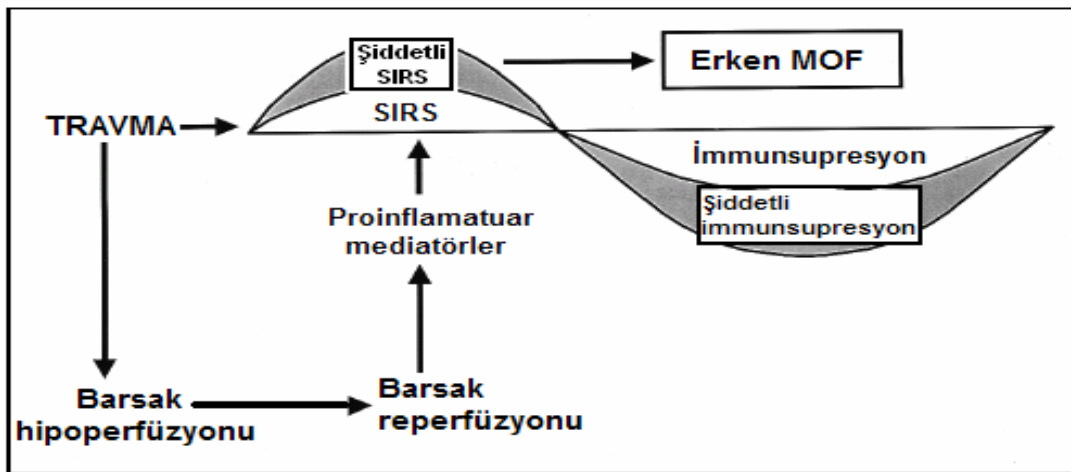 Şiddetli
SIRS
Erken MOF
SIRS
TRAVMA
İmmunsupresyon
Şiddetli
immunsupresyon
Proinflamatuar
mediatörler
Barsak
hipoperfüzyonu
Barsak
reperfüzyonu